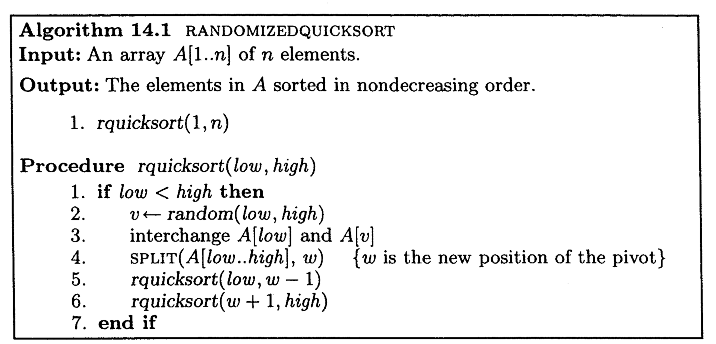 Algorithm 14.1 RANDOMIZEDQUICKSORT
Input: An array A[1..n] of n elements.
Output: The elements in A sorted in nondecreasing order.
1. rquicksort(1, n)
Procedure rquicksort(low, high)
1. if low < high then
2. v ← random(low, high)
3. interchange A[low] and A[v]
4. SPLIT(A[low..high], w) {w is the new position of the pivot}
5. rquicksort(low, w − 1)
6. rquicksort(w + 1, high)
7. end if